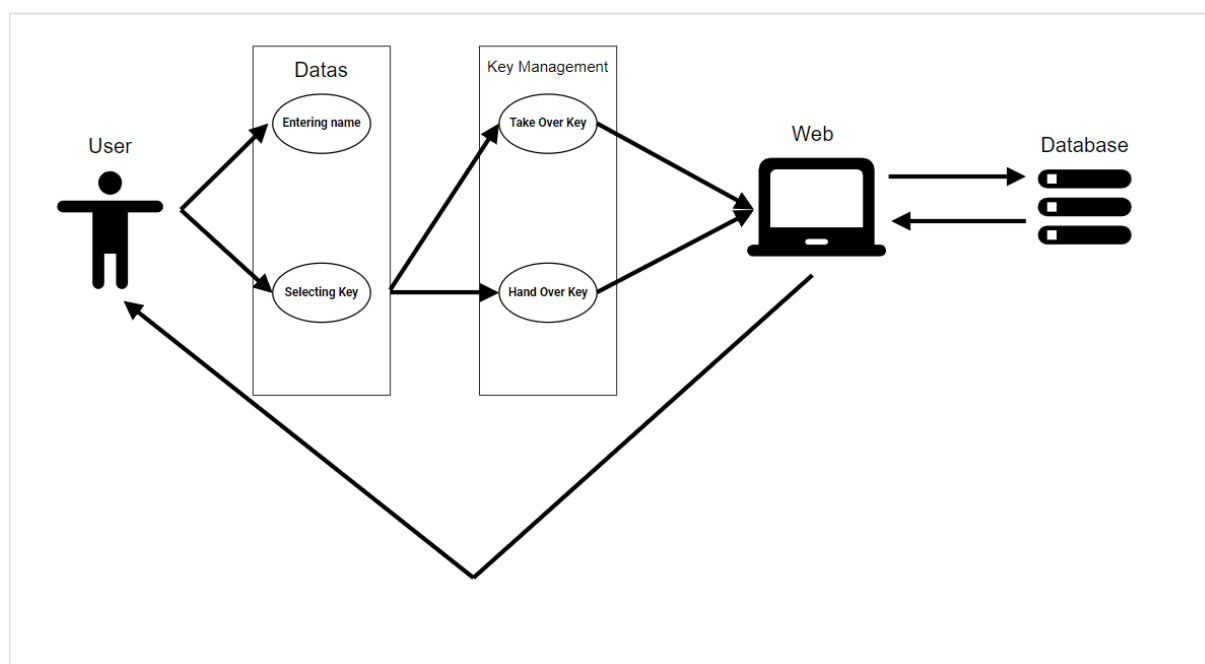 User
Datas
Entering name
Selecting Key
Key Management
Take Over Key
Hand Over Key
Web
Database